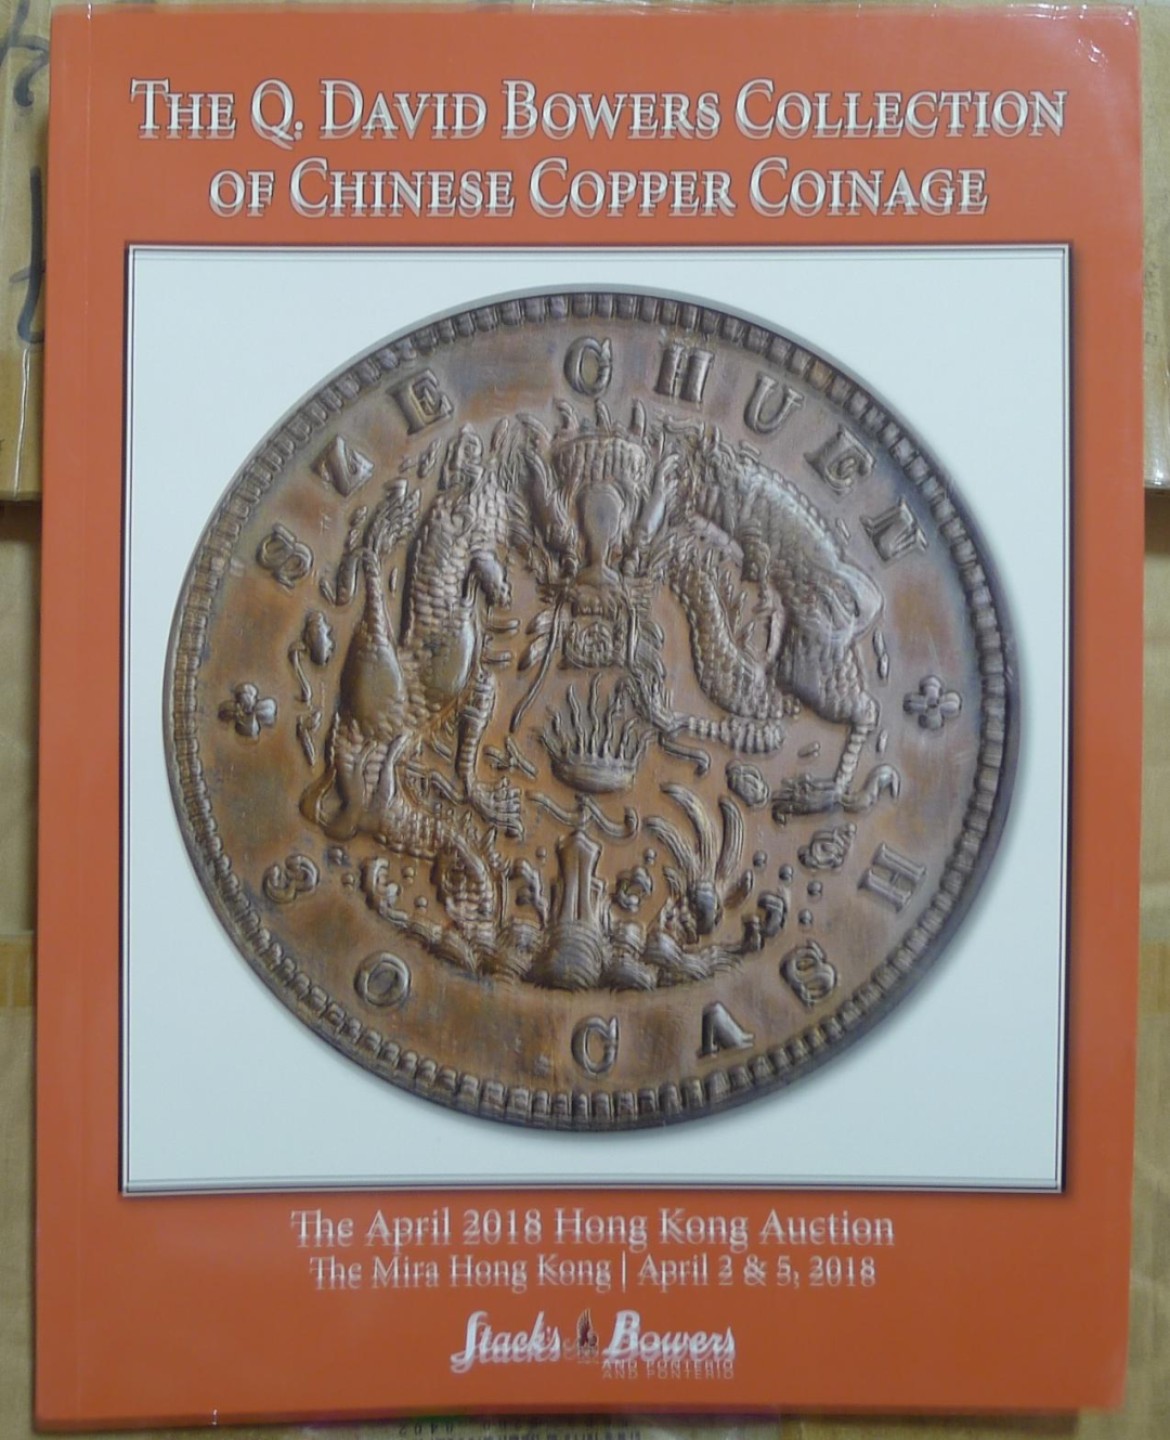 THE Q. DAVID BOWERS COLLECTION
OF CHINESE COPPER COINAGE
SZE CHUEN
SO CASH
The April 2018 Hong Kong Auction
The Mira Hong Kong | April 2 & 5, 2018
Stack's Bowers
AND PONTERIO